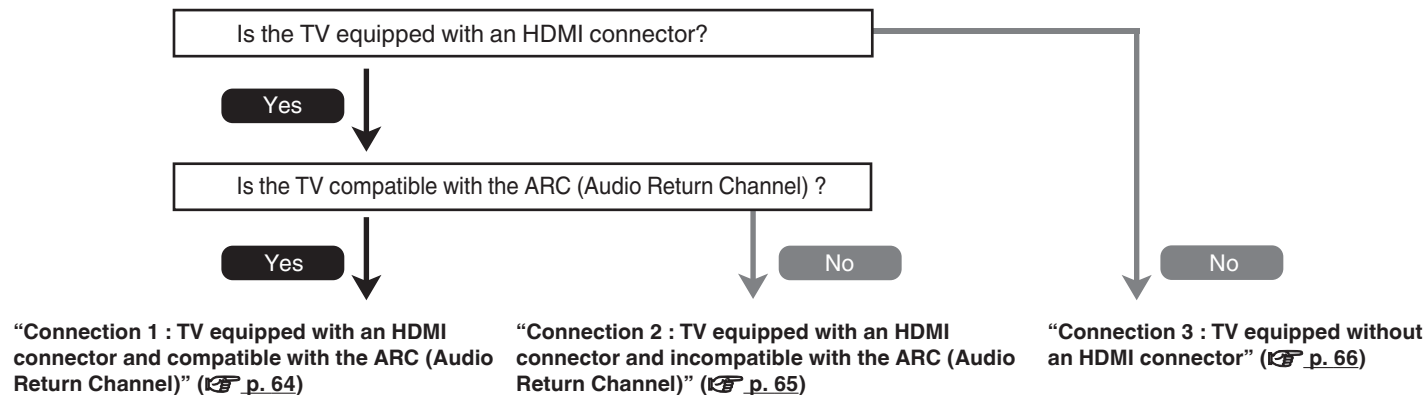 Is the TV equipped with an HDMI connector?
Yes
Is the TV compatible with the ARC (Audio Return Channel) ?
Yes
No
No
“Connection 1 : TV equipped with an HDMI
connector and compatible with the ARC (Audio
Return Channel)” (☞ p. 64)
“Connection 2 : TV equipped with an HDMI
connector and incompatible with the ARC (Audio
Return Channel)” (☞ p. 65)
“Connection 3 : TV equipped without
an HDMI connector” (☞ p. 66)